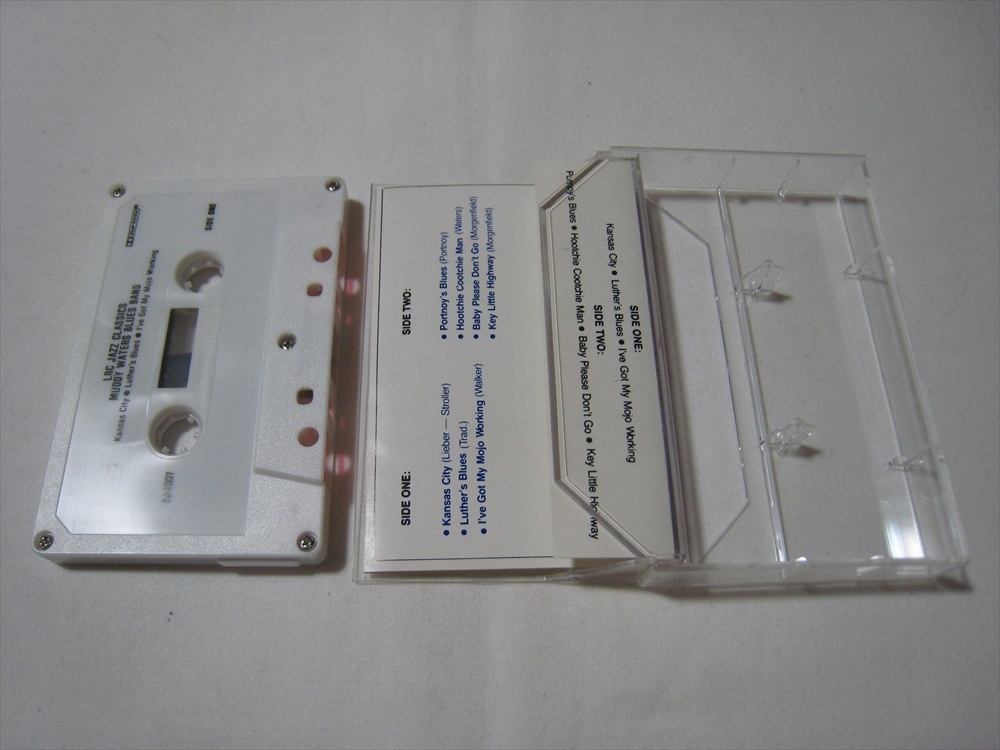 LRC JAZZ CLASSICS
MUDDY WATERS BLUES BAND
Kansas City ● Luther's Blues ● I've Got My Mojo Working
SIDE ONE
SIDE ONE:
● Kansas City (Lieber — Stroller)
● Luther's Blues (Trad.)
● I've Got My Mojo Working (Walker)
SIDE TWO:
● Portnoy's Blues (Portnoy)
● Hootchie Cootchie Man (Waters)
● Baby Please Don't Go (Morgenfield)
● Key Little Highway (Morgenfield)
SIDE ONE:
Kansas City ● Luther's Blues ● I've Got My Mojo Working
SIDE TWO:
Portnoy's Blues ● Hootchie Cootchie Man ● Baby Please Don't Go ● Key Little Highway